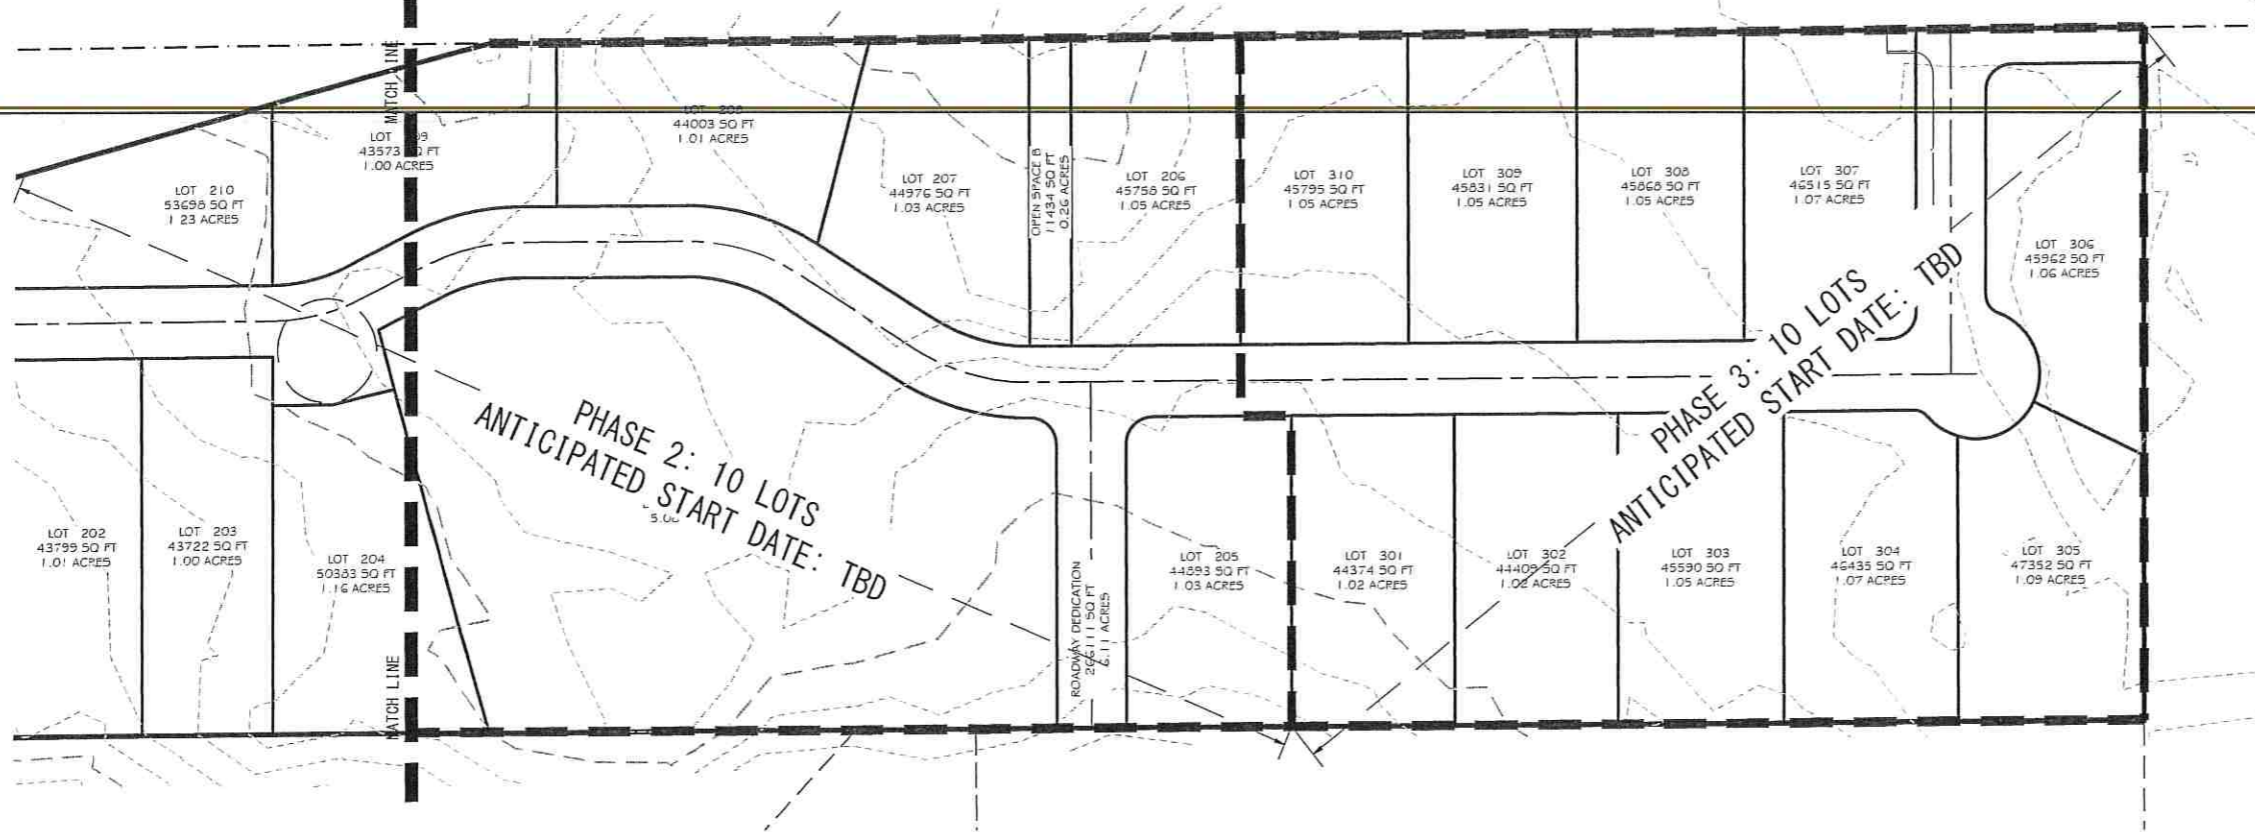 MATCH LINE
LOT 210
53698 SQ FT
1.23 ACRES
LOT 209
43573 SQ FT
1.00 ACRES
LOT 208
44003 SQ FT
1.01 ACRES
LOT 207
44976 SQ FT
1.03 ACRES
OPEN SPACE B
11434 SQ FT
0.26 ACRES
LOT 206
45758 SQ FT
1.05 ACRES
LOT 310
45795 SQ FT
1.05 ACRES
LOT 309
45831 SQ FT
1.05 ACRES
LOT 308
45868 SQ FT
1.05 ACRES
LOT 307
46515 SQ FT
1.07 ACRES
LOT 306
45962 SQ FT
1.06 ACRES
PHASE 2: 10 LOTS
ANTICIPATED START DATE: TBD
PHASE 3: 10 LOTS
ANTICIPATED START DATE: TBD
LOT 202
43799 SQ FT
1.01 ACRES
LOT 203
43722 SQ FT
1.00 ACRES
LOT 204
50383 SQ FT
1.16 ACRES
ROADWAY DEDICATION
266111 SQ FT
6.11 ACRES
LOT 205
44893 SQ FT
1.03 ACRES
LOT 301
44374 SQ FT
1.02 ACRES
LOT 302
44409 SQ FT
1.02 ACRES
LOT 303
45590 SQ FT
1.05 ACRES
LOT 304
46435 SQ FT
1.07 ACRES
LOT 305
47352 SQ FT
1.09 ACRES
MATCH LINE